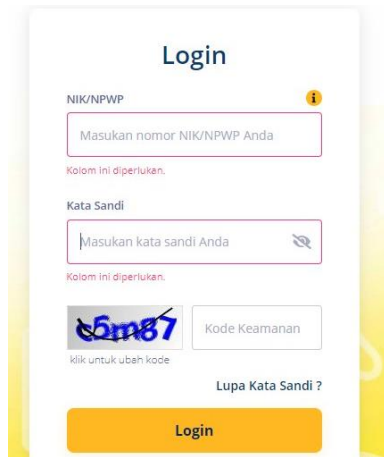 Login
NIK/NPWP
Masukan nomor NIK/NPWP Anda
Kolom ini diperlukan.
Kata Sandi
Masukan kata sandi Anda
Kolom ini diperlukan.
c5m87 Kode Keamanan
klik untuk ubah kode
Lupa Kata Sandi ?
Login